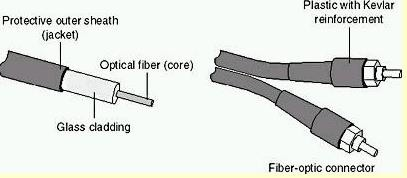 Protective outer sheath
(jacket)
Optical fiber (core)
Glass cladding
Plastic with Kevlar
reinforcement
Fiber-optic connector